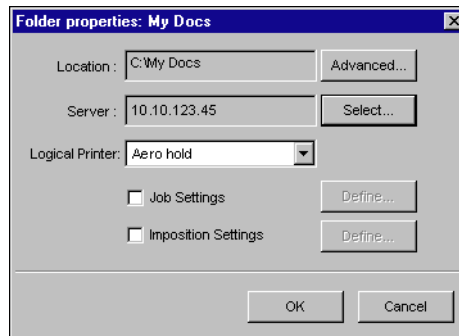 Folder properties: My Docs
Location : C:\My Docs Advanced...
Server : 10.10.123.45 Select...
Logical Printer: Aero hold
Job Settings Define...
Imposition Settings Define...
OK Cancel